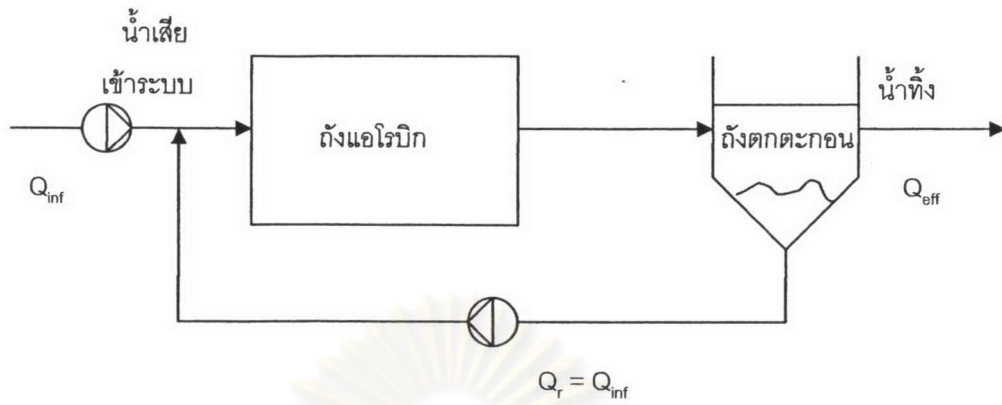 น้ำเสีย
เข้าระบบ
Q_inf
ถังแอโรบิก
ถังตกตะกอน
น้ำทิ้ง
Q_eff
Q_r = Q_inf